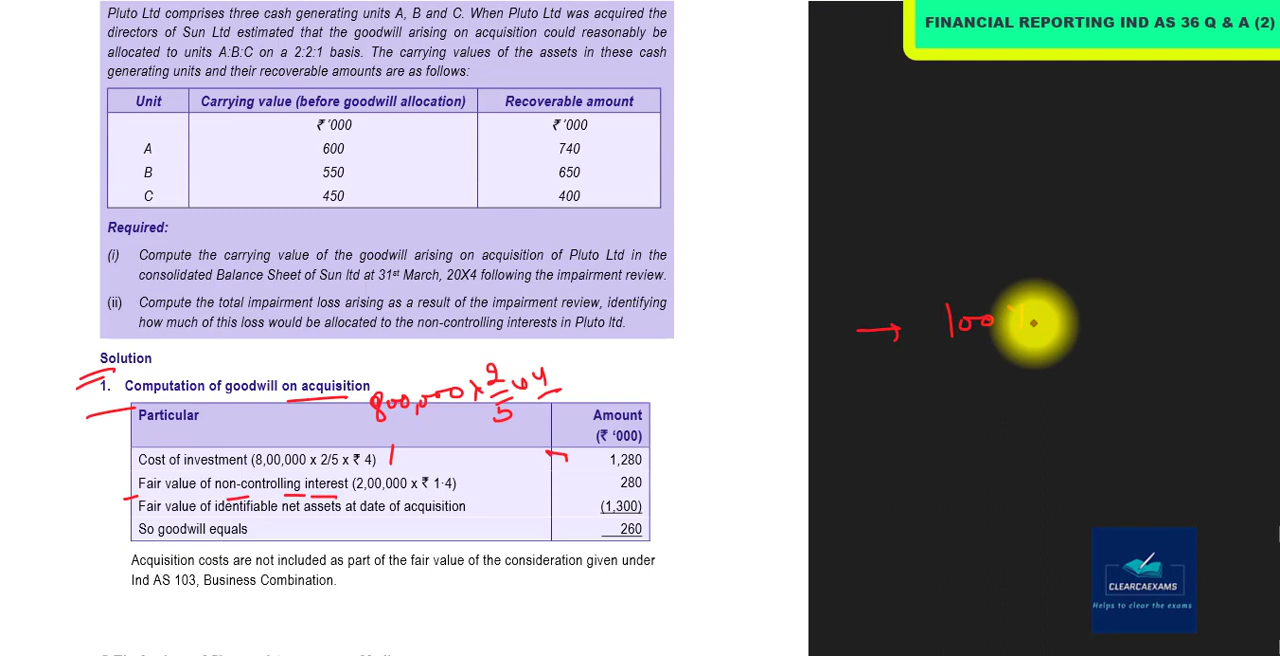 Pluto Ltd comprises three cash generating units A, B and C. When Pluto Ltd was acquired the
directors of Sun Ltd estimated that the goodwill arising on acquisition could reasonably be
allocated to units A:B:C on a 2:2:1 basis. The carrying values of the assets in these cash
generating units and their recoverable amounts are as follows:
Unit Carrying value (before goodwill allocation) Recoverable amount
₹'000 ₹'000
A 600 740
B 550 650
C 450 400
Required:
(i) Compute the carrying value of the goodwill arising on acquisition of Pluto Ltd in the
consolidated Balance Sheet of Sun ltd at 31st March, 20X4 following the impairment review.
(ii) Compute the total impairment loss arising as a result of the impairment review, identifying
how much of this loss would be allocated to the non-controlling interests in Pluto ltd.
Solution
1. Computation of goodwill on acquisition
800,000 x 2/5 x 4
Particular Amount
(₹ '000)
Cost of investment (8,00,000 x 2/5 x ₹ 4) 1,280
Fair value of non-controlling interest (2,00,000 x ₹ 1·4) 280
Fair value of identifiable net assets at date of acquisition (1,300)
So goodwill equals 260
Acquisition costs are not included as part of the fair value of the consideration given under
Ind AS 103, Business Combination.
FINANCIAL REPORTING IND AS 36 Q & A (2)
→ 100
CLEARCAEXAMS
Helps to clear the exams